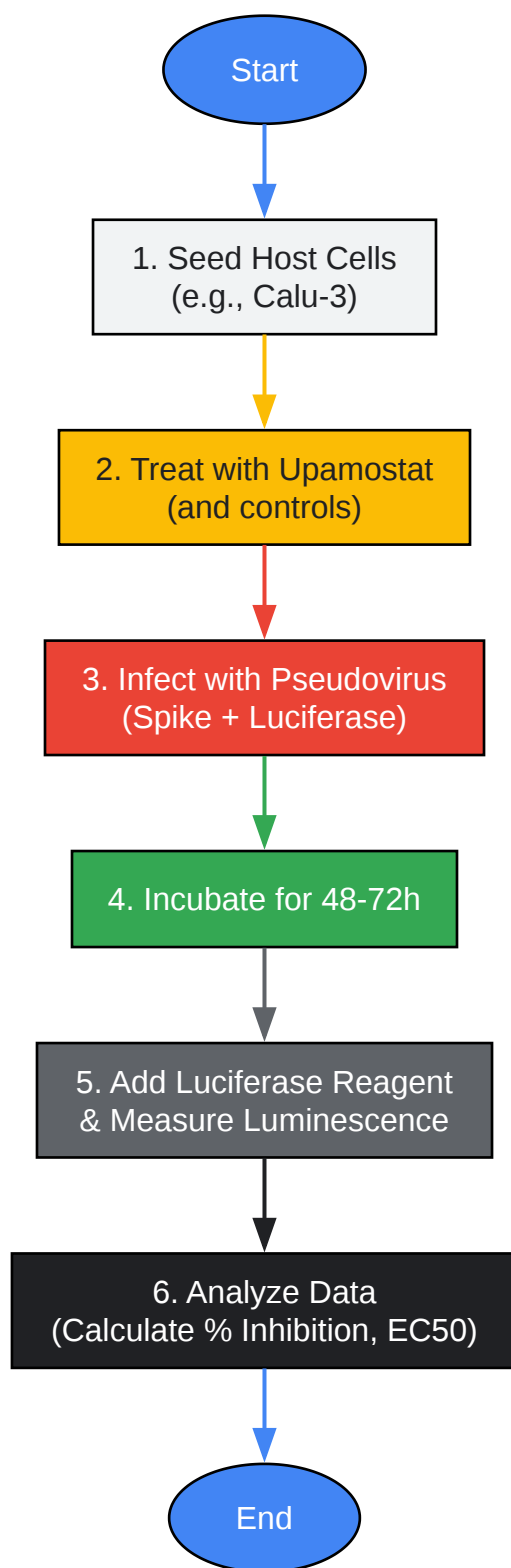 Start
1. Seed Host Cells
(e.g., Calu-3)
2. Treat with Upamostat
(and controls)
3. Infect with Pseudovirus
(Spike + Luciferase)
4. Incubate for 48-72h
5. Add Luciferase Reagent
& Measure Luminescence
6. Analyze Data
(Calculate % Inhibition, EC50)
End